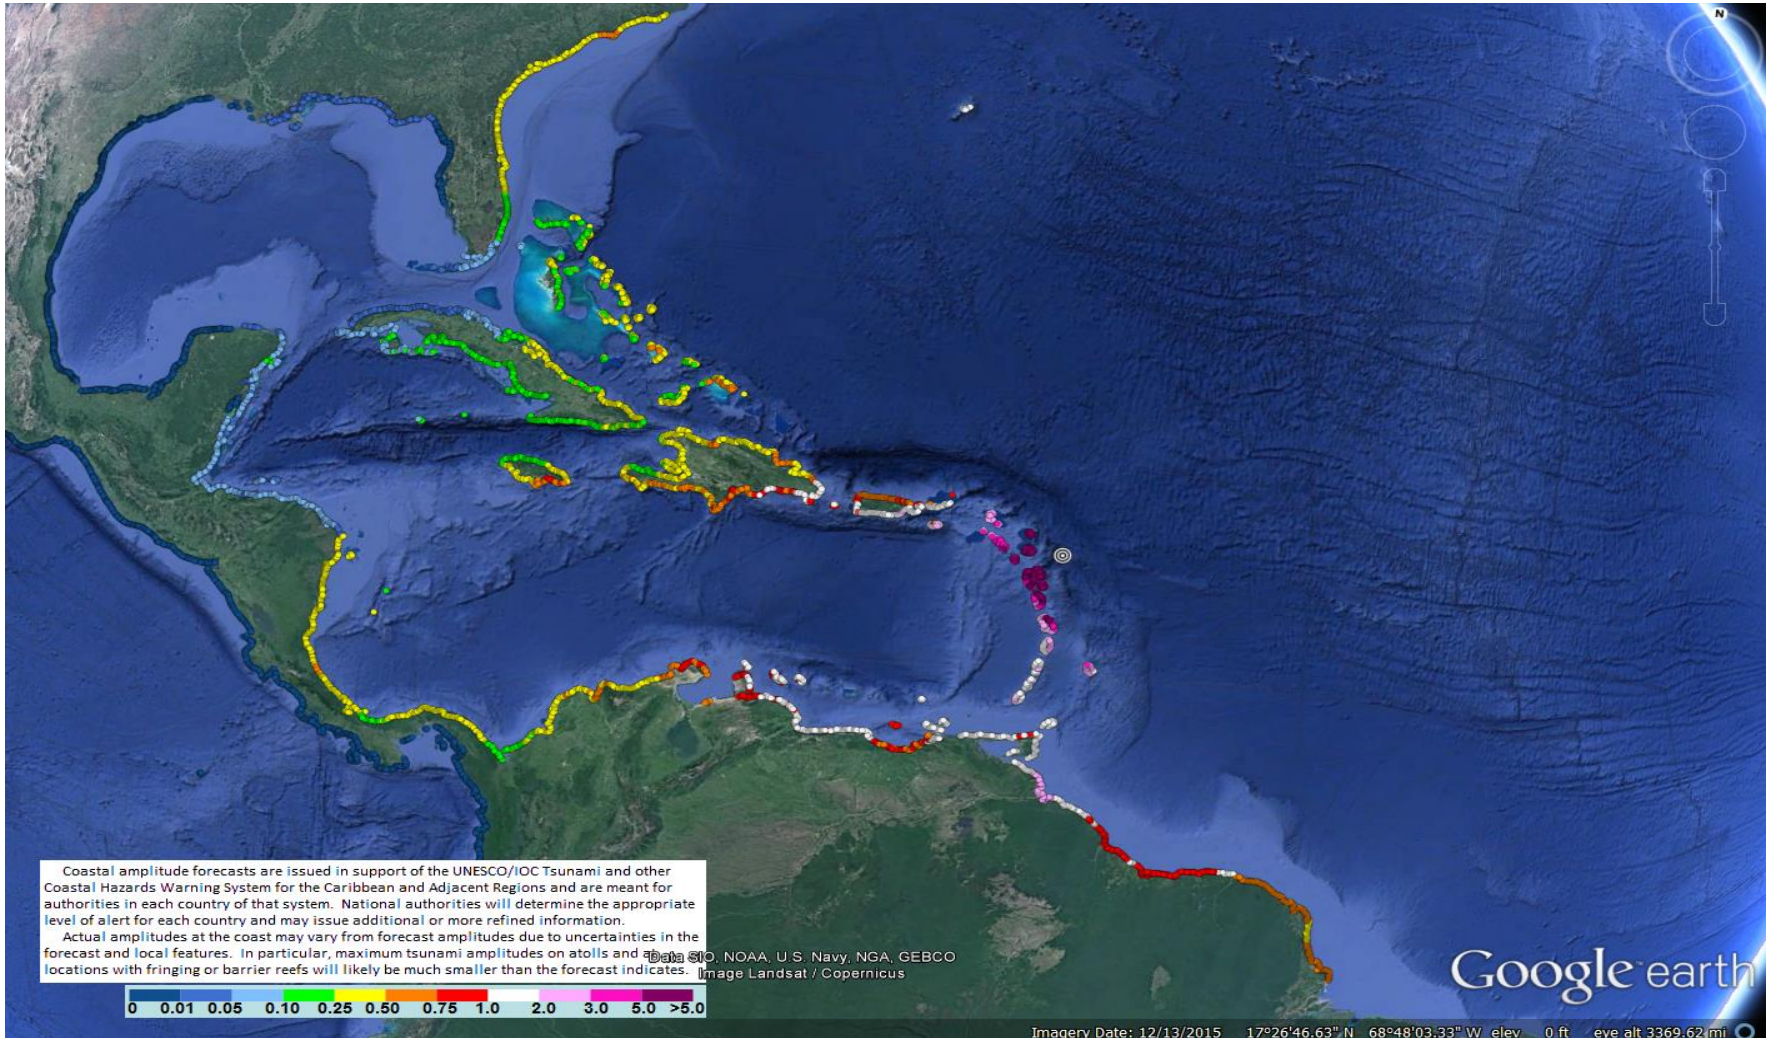 N
Coastal amplitude forecasts are issued in support of the UNESCO/IOC Tsunami and other
Coastal Hazards Warning System for the Caribbean and Adjacent Regions and are meant for
authorities in each country of that system. National authorities will determine the appropriate
level of alert for each country and may issue additional or more refined information.
Actual amplitudes at the coast may vary from forecast amplitudes due to uncertainties in the
forecast and local features. In particular, maximum tsunami amplitudes on atolls and
locations with fringing or barrier reefs will likely be much smaller than the forecast indicates.
Data SIO, NOAA, U.S. Navy, NGA, GEBCO
Image Landsat / Copernicus
Google earth
0 0.01 0.05 0.10 0.25 0.50 0.75 1.0 2.0 3.0 5.0 >5.0
Imagery Date: 12/13/2015 17°26'46.63" N 68°48'03.33" W elev 0 ft eye alt 3369.62 mi